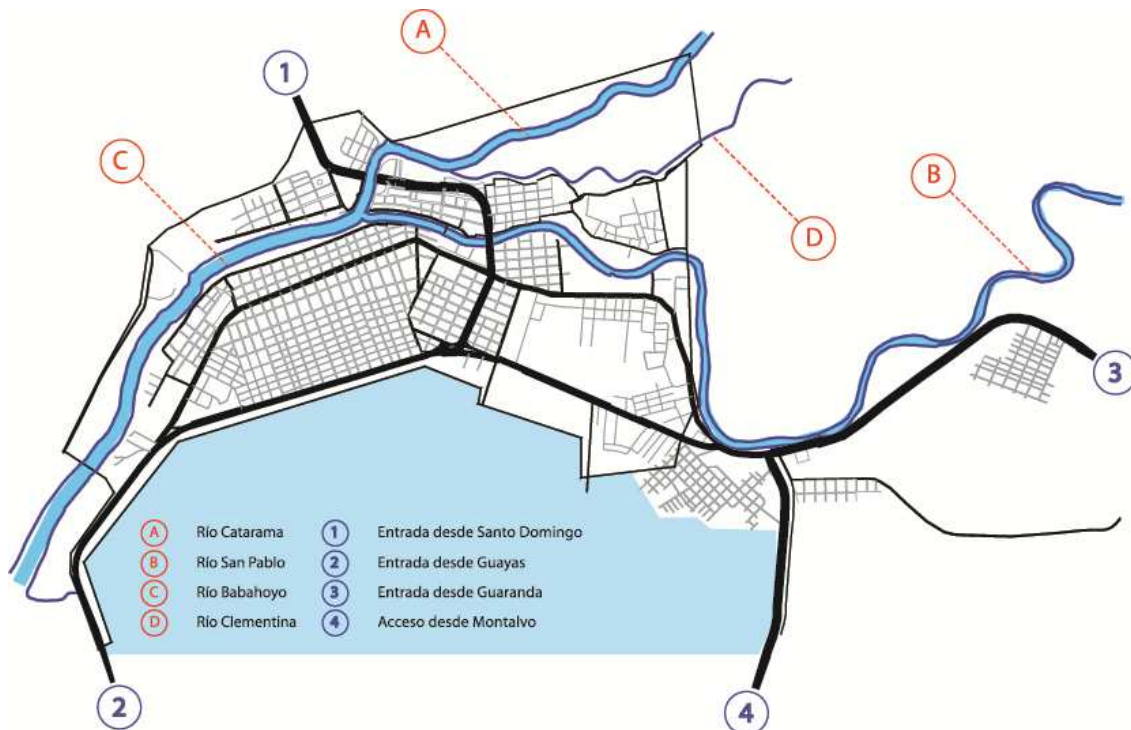 A
1
C
B
D
3
A Río Catarama 1 Entrada desde Santo Domingo
B Río San Pablo 2 Entrada desde Guayas
C Río Babahoyo 3 Entrada desde Guaranda
D Río Clementina 4 Acceso desde Montalvo
2
4